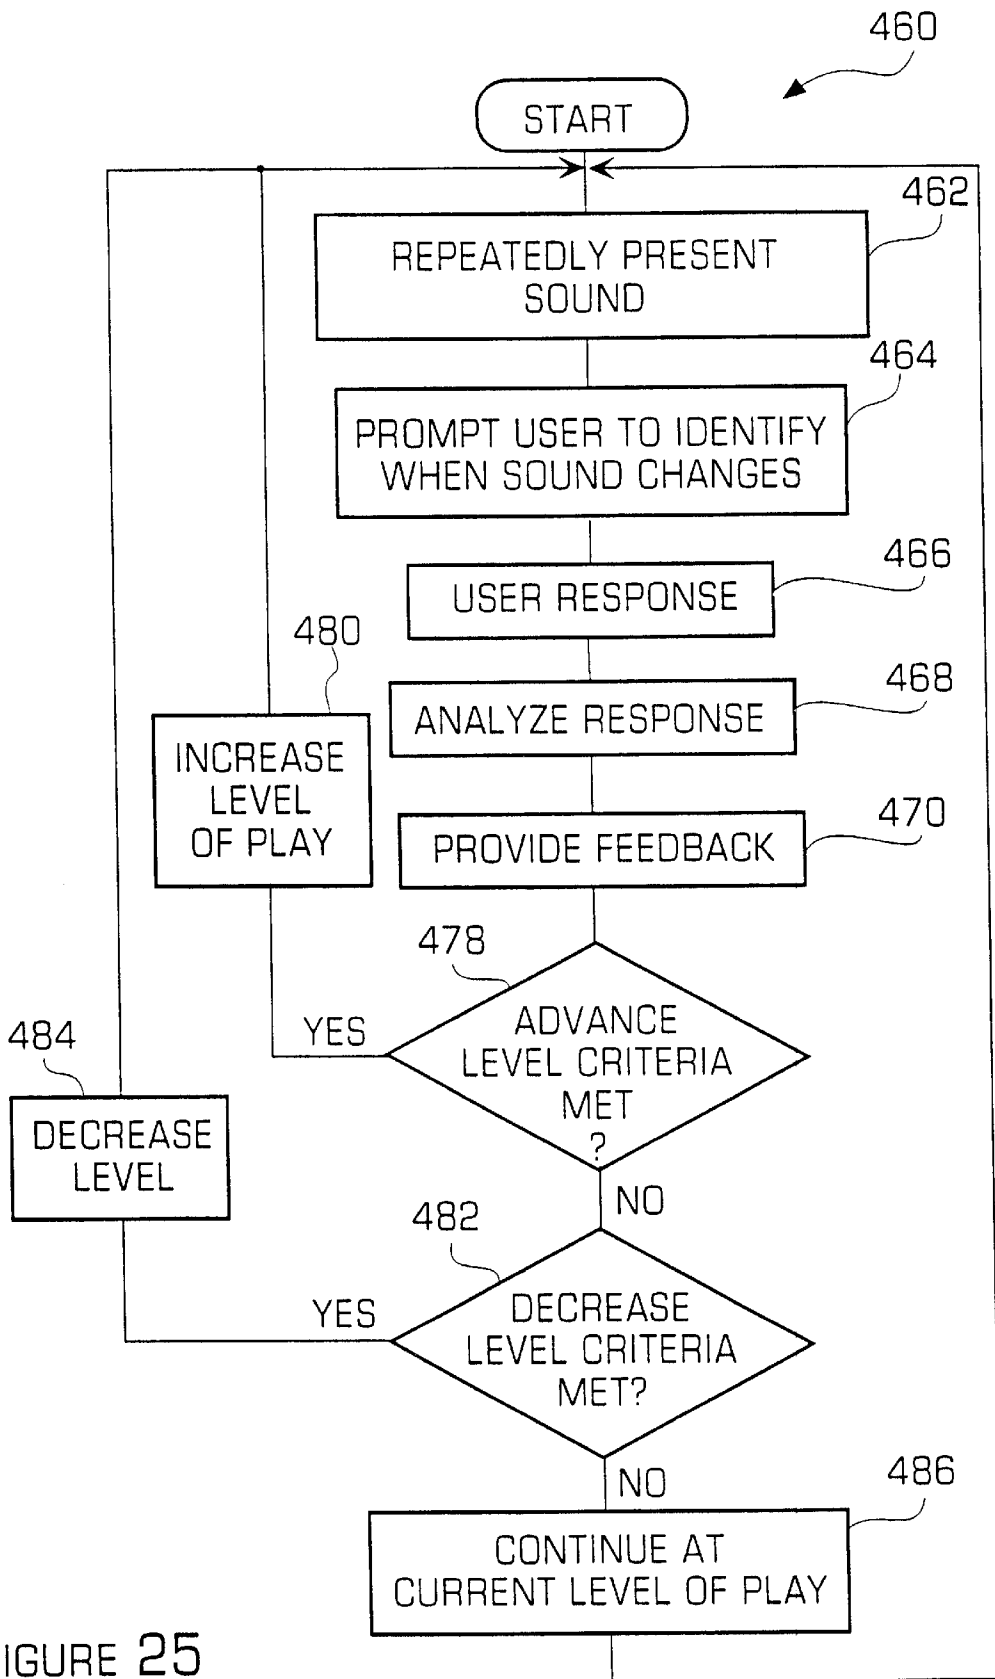 460
START
462
REPEATEDLY PRESENT
SOUND
464
PROMPT USER TO IDENTIFY
WHEN SOUND CHANGES
466
USER RESPONSE
480
468
ANALYZE RESPONSE
INCREASE
LEVEL
OF PLAY
470
PROVIDE FEEDBACK
478
ADVANCE
LEVEL CRITERIA
MET
?
YES
484
DECREASE
LEVEL
NO
482
DECREASE
LEVEL CRITERIA
MET?
YES
NO
486
CONTINUE AT
CURRENT LEVEL OF PLAY
IGURE 25